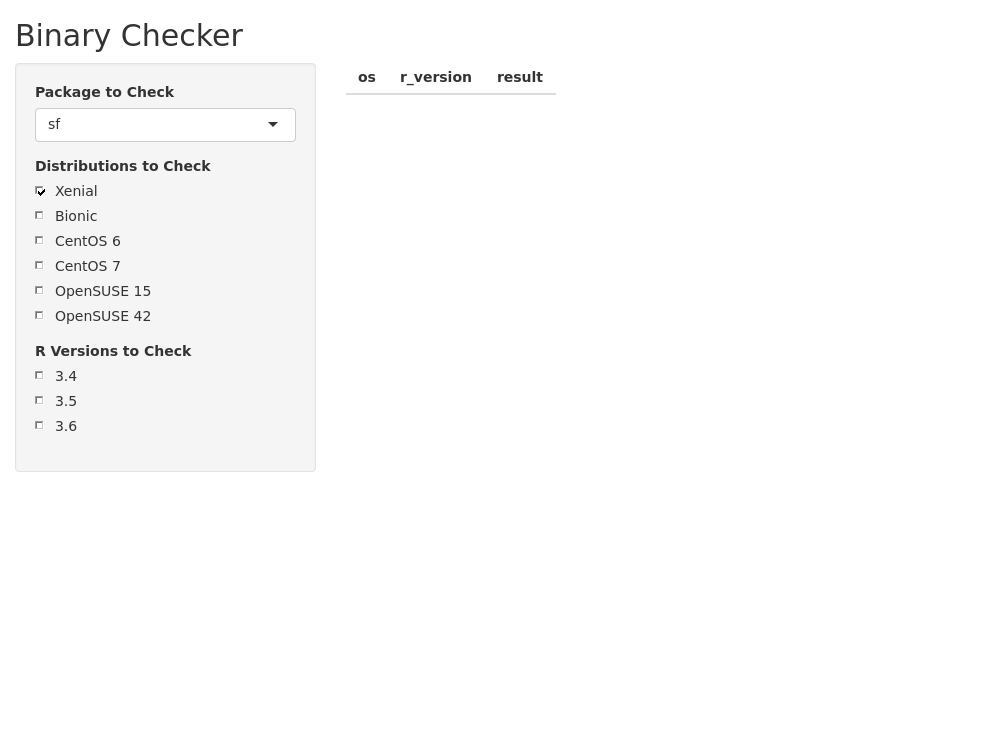 Binary Checker
Package to Check
sf
Distributions to Check
Xenial
Bionic
CentOS 6
CentOS 7
OpenSUSE 15
OpenSUSE 42
R Versions to Check
3.4
3.5
3.6
os r_version result